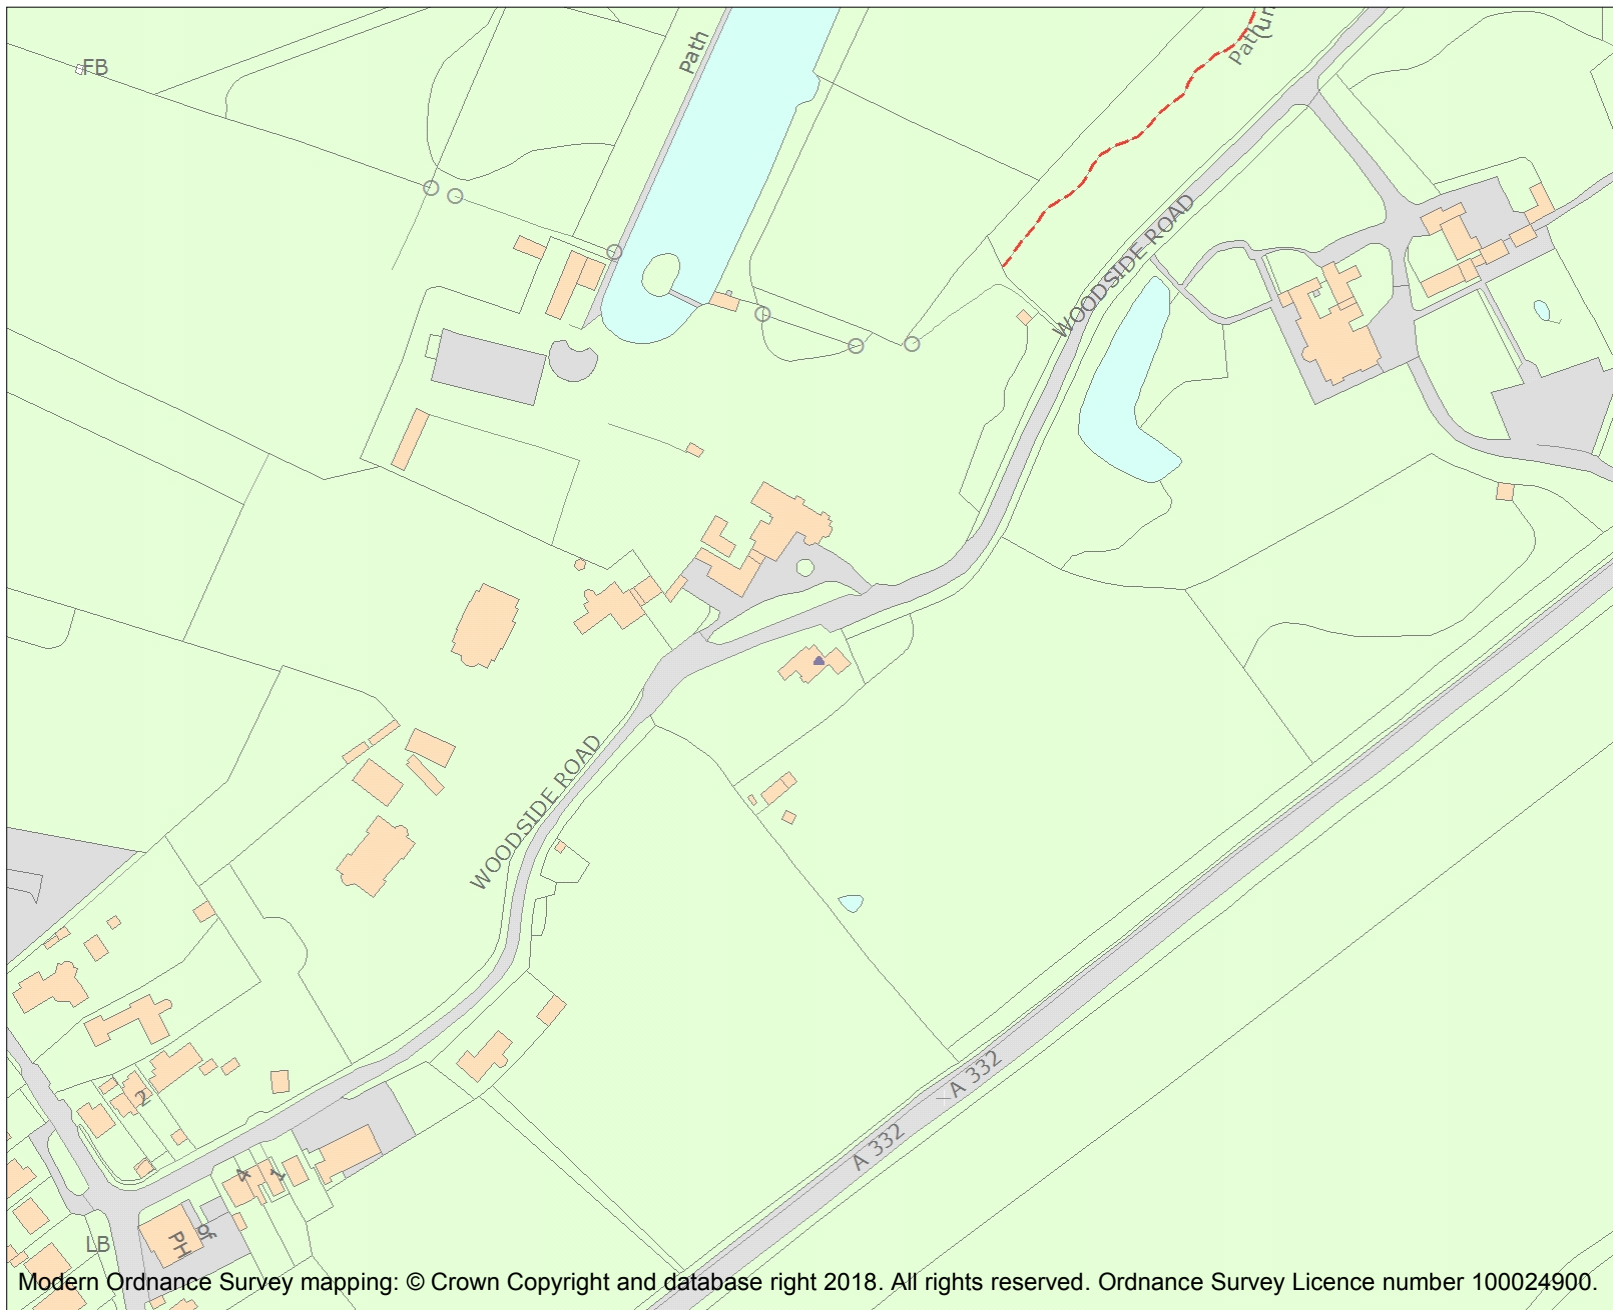 FB
Path
WOODSIDE ROAD
WOODSIDE ROAD
A 332
A 332
2
4
1
PH
LB
Modern Ordnance Survey mapping: © Crown Copyright and database right 2018. All rights reserved. Ordnance Survey Licence number 100024900.